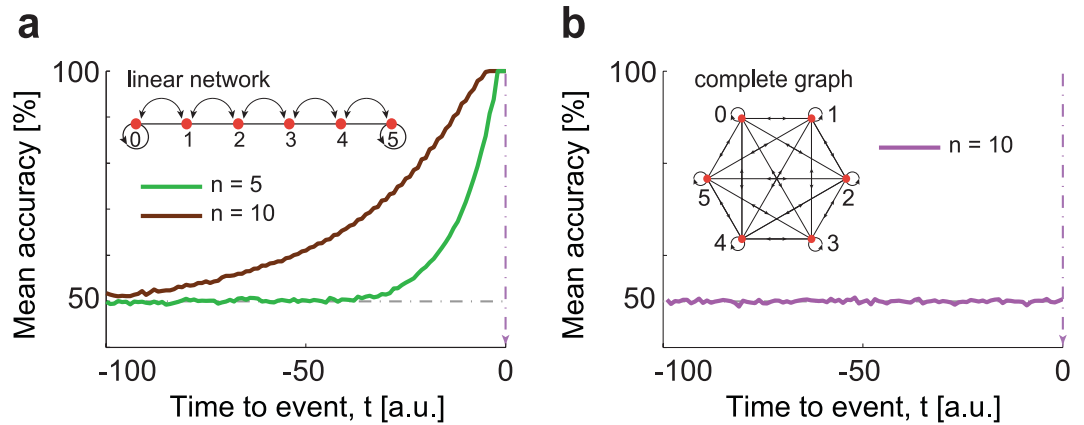 a
Mean accuracy [%]
100
50
linear network
0 1 2 3 4 5
n = 5
n = 10
-100 -50 0
Time to event, t [a.u.]
b
Mean accuracy [%]
100
50
complete graph
0 1
5 2
4 3
n = 10
-100 -50 0
Time to event, t [a.u.]